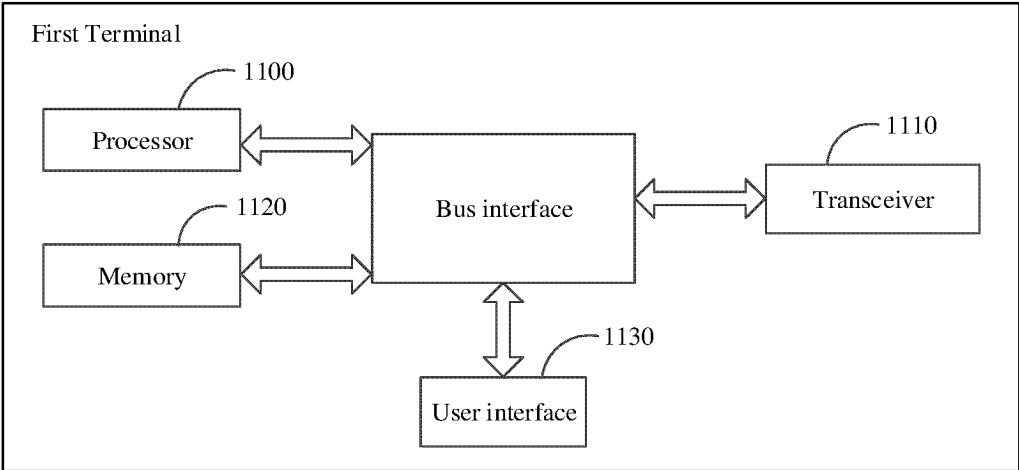 First Terminal
1100
Processor
1110
Bus interface
Transceiver
1120
Memory
1130
User interface